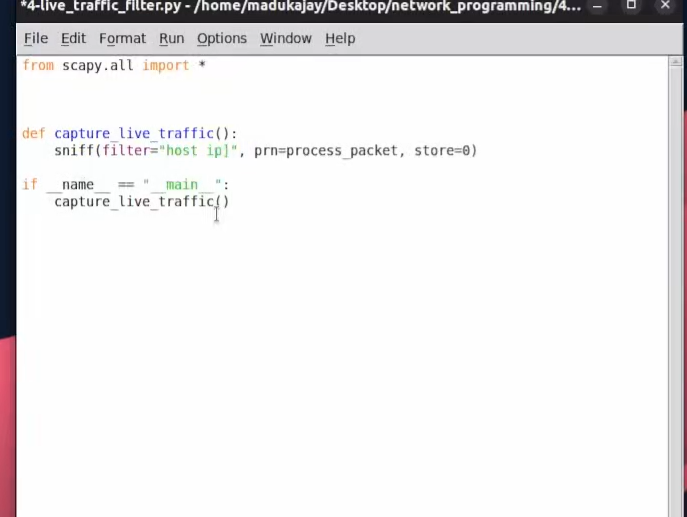 *4-live_traffic_filter.py - /home/madukajay/Desktop/network_programming/4...
File Edit Format Run Options Window Help
from scapy.all import *
def capture_live_traffic():
    sniff(filter="host ip]", prn=process_packet, store=0)
if __name__ == "__main__":
    capture_live_traffic()